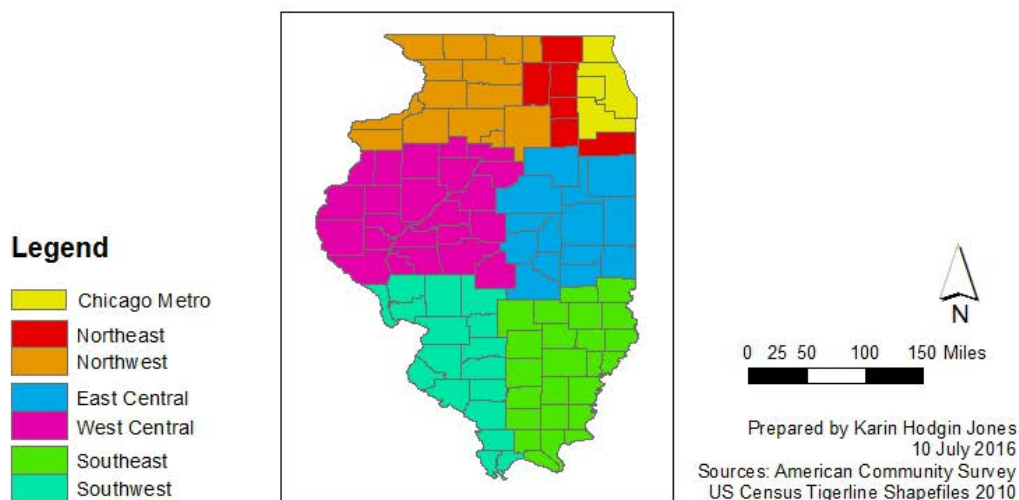 Legend
Chicago Metro
Northeast
Northwest
East Central
West Central
Southeast
Southwest
N
0 25 50 100 150 Miles
Prepared by Karin Hodgin Jones
10 July 2016
Sources: American Community Survey
US Census Tigerline Shapefiles 2010